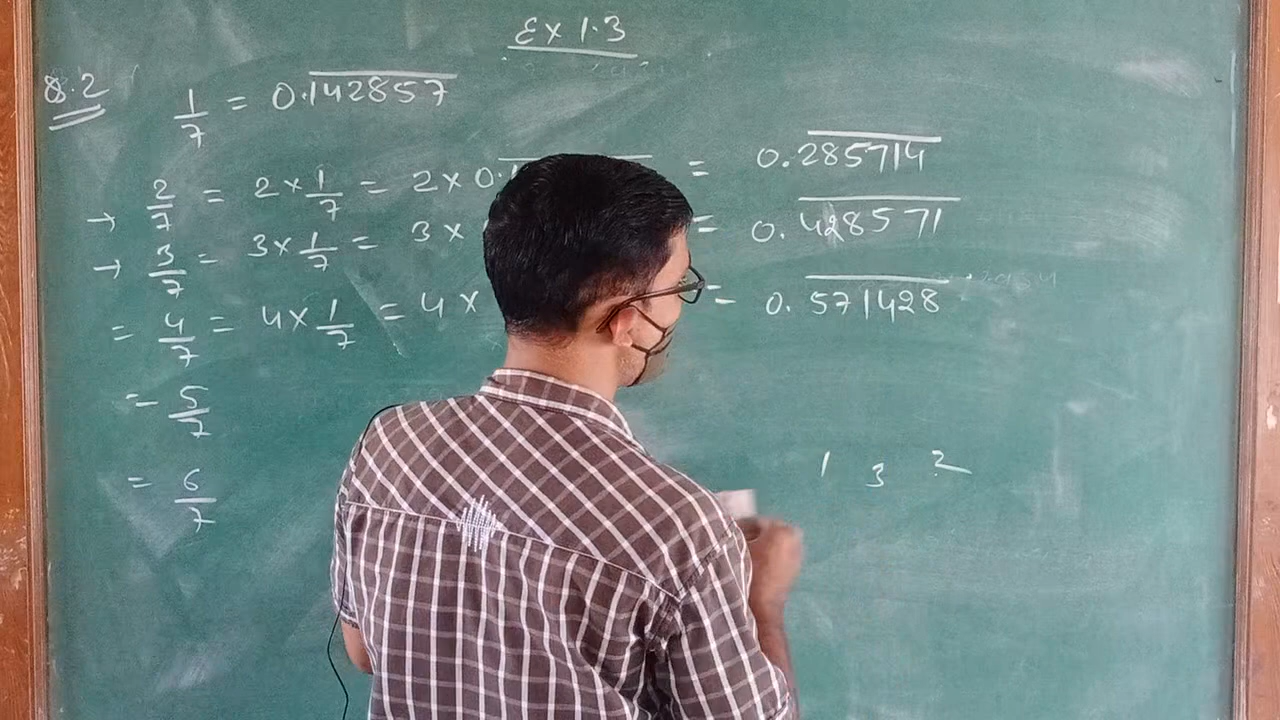 Ex 1.3
Q.2
1/7 = 0.142857
→ 2/7 = 2 × 1/7 = 2 × 0. = 0.285714
→ 3/7 = 3 × 1/7 = 3 × = 0.428571
= 4/7 = 4 × 1/7 = 4 × = 0.571428
= 5/7
= 6/7
1 3 2